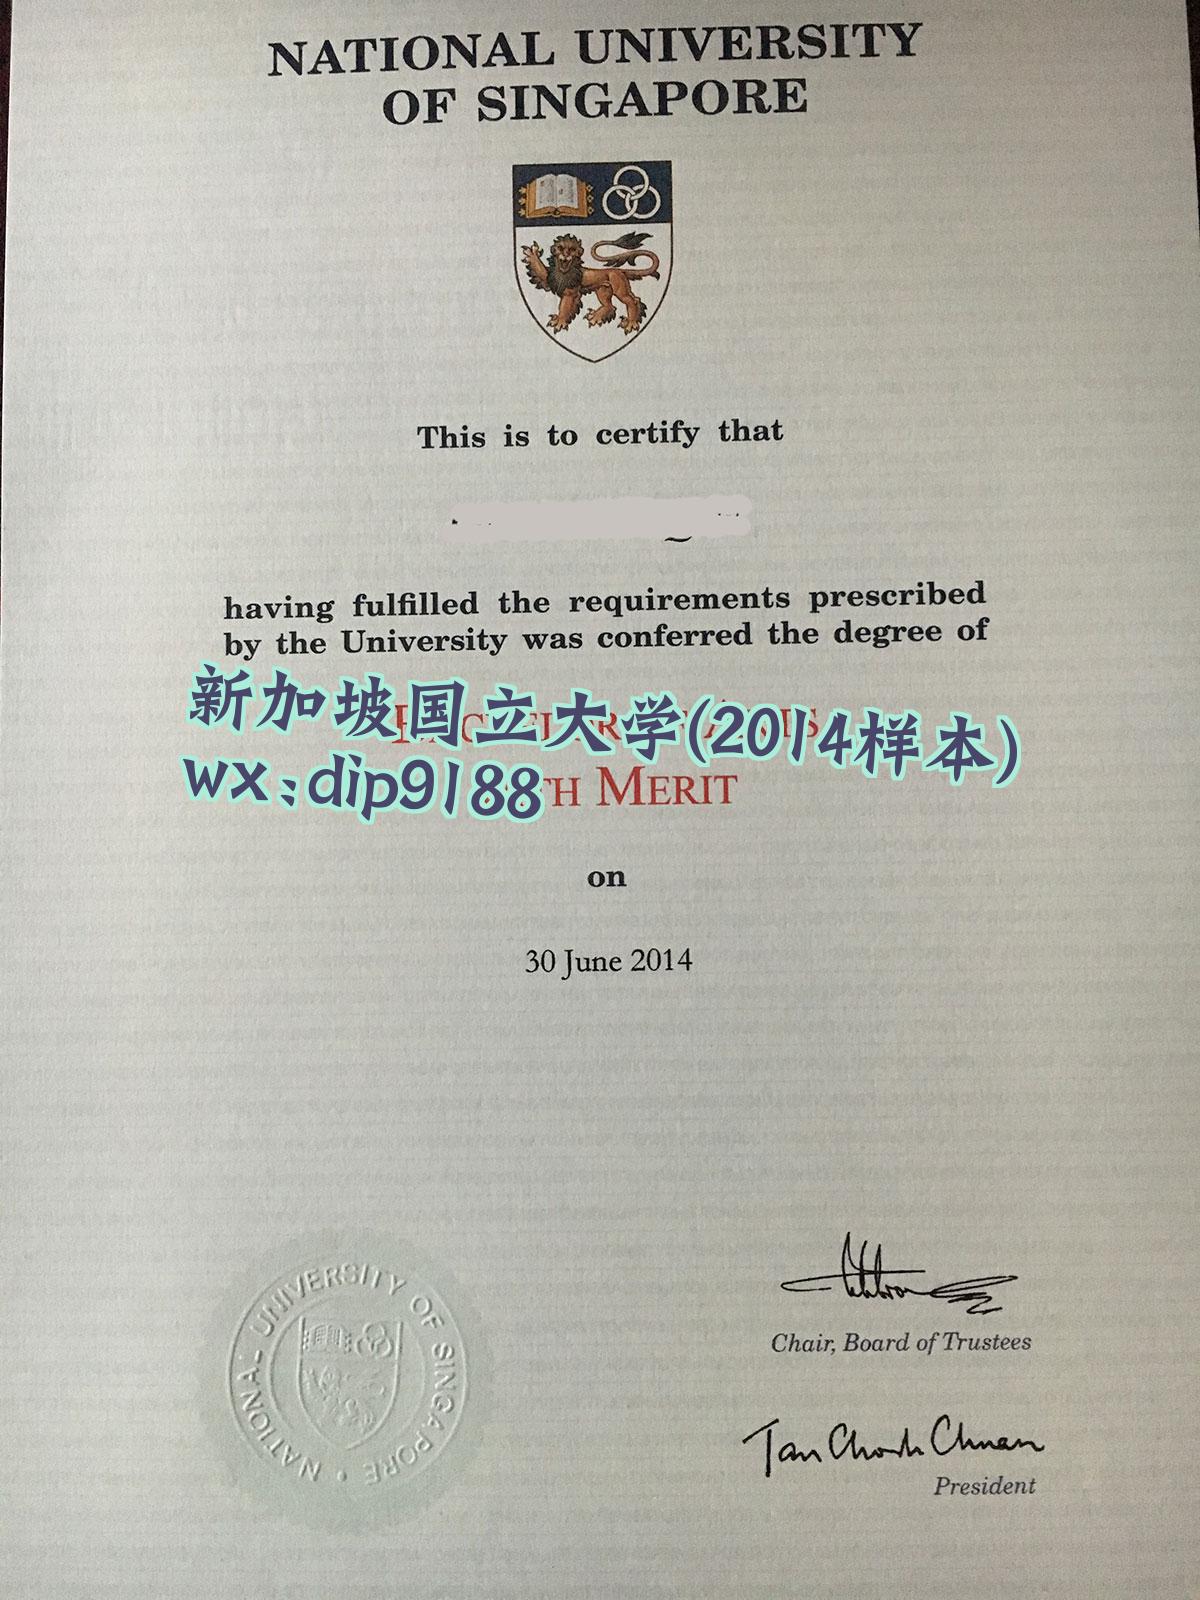 NATIONAL UNIVERSITY
OF SINGAPORE
This is to certify that
having fulfilled the requirements prescribed
by the University was conferred the degree of
新加坡国立大学(2014样本)
wx:dip9188
MERIT
on
30 June 2014
NATIONAL UNIVERSITY OF SINGAPORE
Chair, Board of Trustees
Tan Chorh Chuan
President